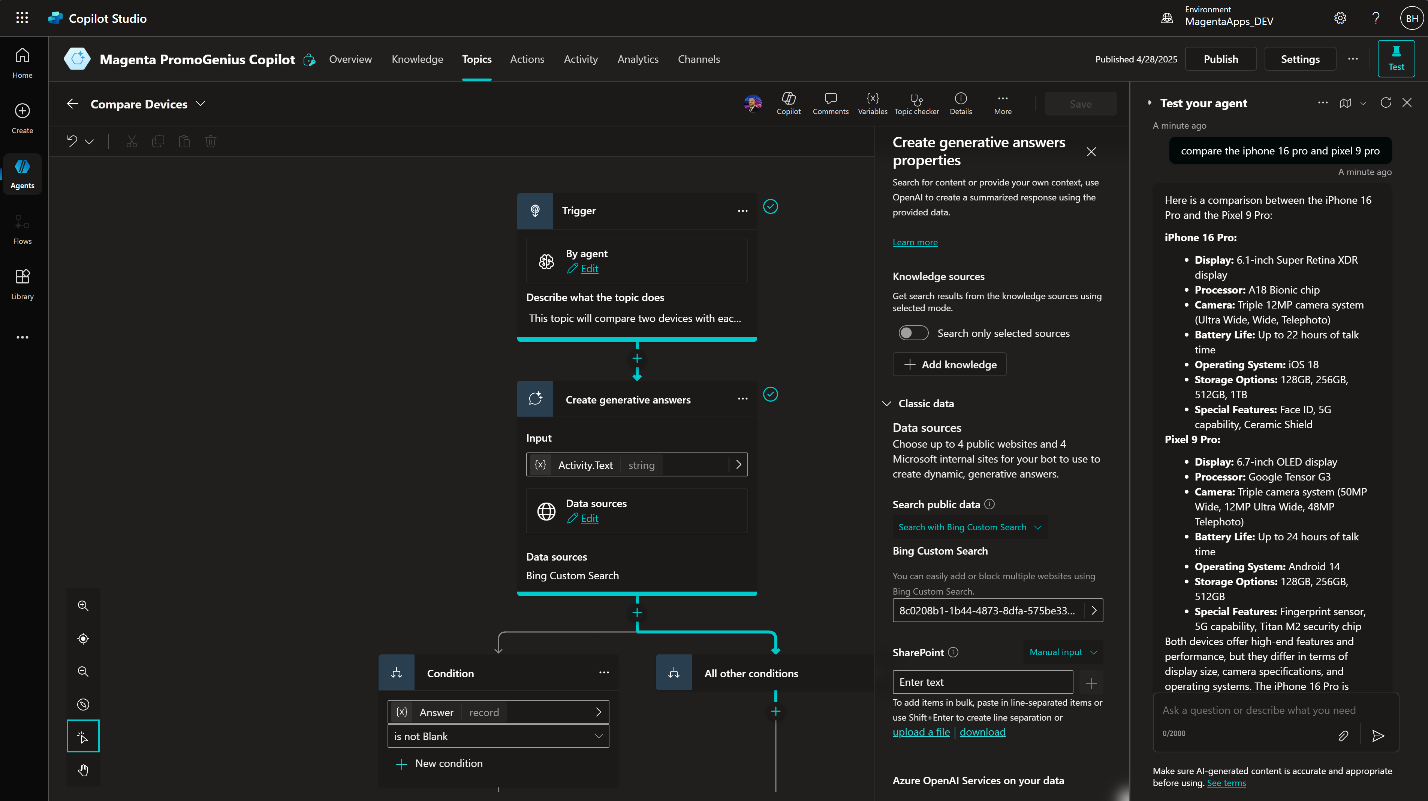 Copilot Studio
Environment
MagentaApps_DEV
BH
Home
Create
Agents
Flows
Library
Magenta PromoGenius Copilot
Overview
Knowledge
Topics
Actions
Activity
Analytics
Channels
Published 4/28/2025
Publish
Settings
Test
Compare Devices
Copilot
Comments
Variables
Topic checker
Details
More
Save
Trigger
By agent
Edit
Describe what the topic does
This topic will compare two devices with eac...
Create generative answers
Input
{x} Activity.Text string
Data sources
Edit
Data sources
Bing Custom Search
Condition
{x} Answer record
is not Blank
New condition
All other conditions
Create generative answers
properties
Search for content or provide your own context, use
OpenAI to create a summarized response using the
provided data.
Learn more
Knowledge sources
Get search results from the knowledge sources using
selected mode.
Search only selected sources
Add knowledge
Classic data
Data sources
Choose up to 4 public websites and 4
Microsoft internal sites for your bot to use to
create dynamic, generative answers.
Search public data
Search with Bing Custom Search
Bing Custom Search
You can easily add or block multiple websites using
Bing Custom Search.
8c0208b1-1b44-4873-8dfa-575be33...
SharePoint
Manual input
Enter text
To add items in bulk, paste in line-separated items or
use Shift+Enter to create line separation or
upload a file | download
Azure OpenAI Services on your data
Test your agent
A minute ago
compare the iphone 16 pro and pixel 9 pro
A minute ago
Here is a comparison between the iPhone 16
Pro and the Pixel 9 Pro:
iPhone 16 Pro:
• Display: 6.1-inch Super Retina XDR
display
• Processor: A18 Bionic chip
• Camera: Triple 12MP camera system
(Ultra Wide, Wide, Telephoto)
• Battery Life: Up to 22 hours of talk
time
• Operating System: iOS 18
• Storage Options: 128GB, 256GB,
512GB, 1TB
• Special Features: Face ID, 5G
capability, Ceramic Shield
Pixel 9 Pro:
• Display: 6.7-inch OLED display
• Processor: Google Tensor G3
• Camera: Triple camera system (50MP
Wide, 12MP Ultra Wide, 48MP
Telephoto)
• Battery Life: Up to 24 hours of talk
time
• Operating System: Android 14
• Storage Options: 128GB, 256GB,
512GB
• Special Features: Fingerprint sensor,
5G capability, Titan M2 security chip
Both devices offer high-end features and
performance, but they differ in terms of
display size, camera specifications, and
operating systems. The iPhone 16 Pro is
Ask a question or describe what you need
0/2000
Make sure AI-generated content is accurate and appropriate
before using. See terms